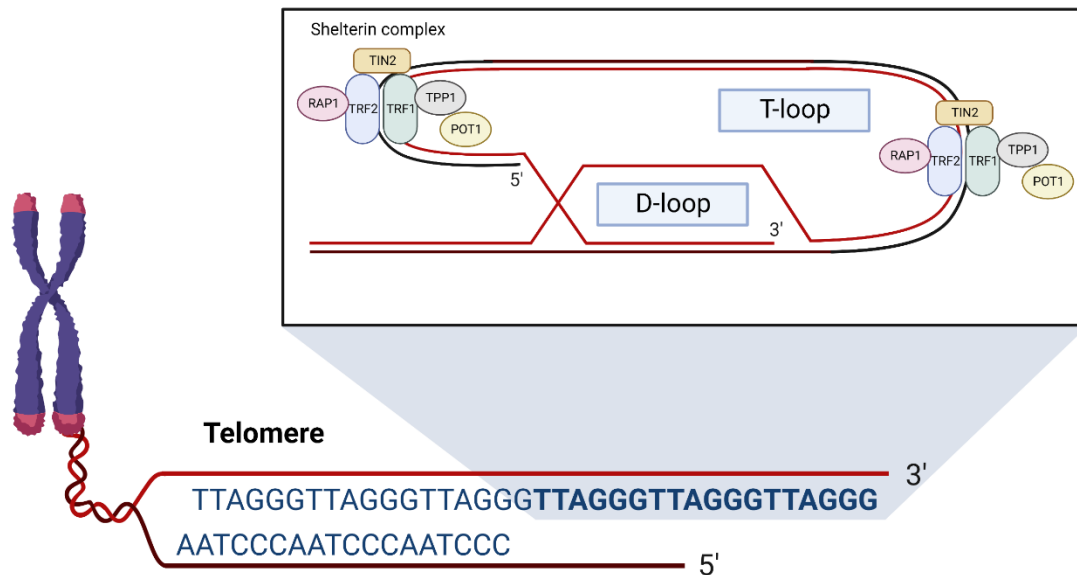 Shelterin complex
TIN2
RAP1
TRF2
TRF1
TPP1
POT1
5'
T-loop
D-loop
3'
TIN2
RAP1
TRF2
TRF1
TPP1
POT1
Telomere
3'
TTAGGGTTAGGGTTAGGGTTAGGGTTAGGGTTAGGG
AATCCCAATCCCAATCCC
5'